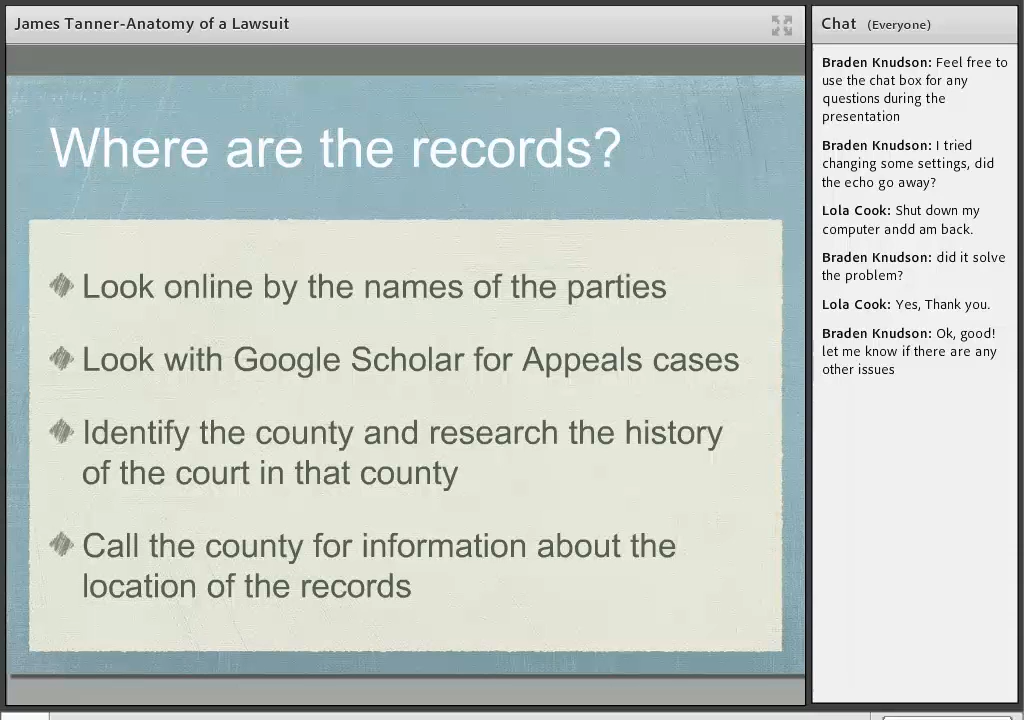 James Tanner-Anatomy of a Lawsuit
Where are the records?
Look online by the names of the parties
Look with Google Scholar for Appeals cases
Identify the county and research the history
of the court in that county
Call the county for information about the
location of the records
Chat (Everyone)
Braden Knudson: Feel free to
use the chat box for any
questions during the
presentation
Braden Knudson: I tried
changing some settings, did
the echo go away?
Lola Cook: Shut down my
computer andd am back.
Braden Knudson: did it solve
the problem?
Lola Cook: Yes, Thank you.
Braden Knudson: Ok, good!
let me know if there are any
other issues